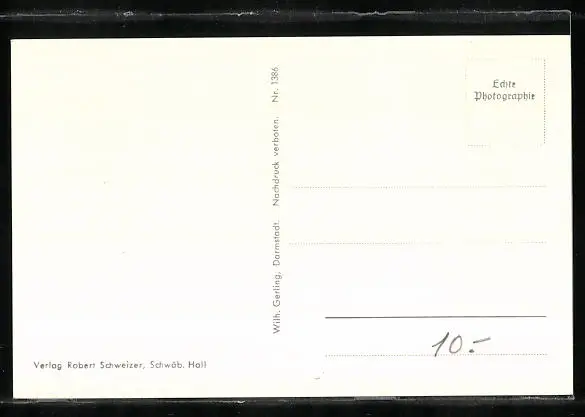 Echte
Photographie
Wilh. Gerling, Darmstadt. Nachdruck verboten. Nr. 1386
10.-
Verlag Robert Schweizer, Schwäb. Hall